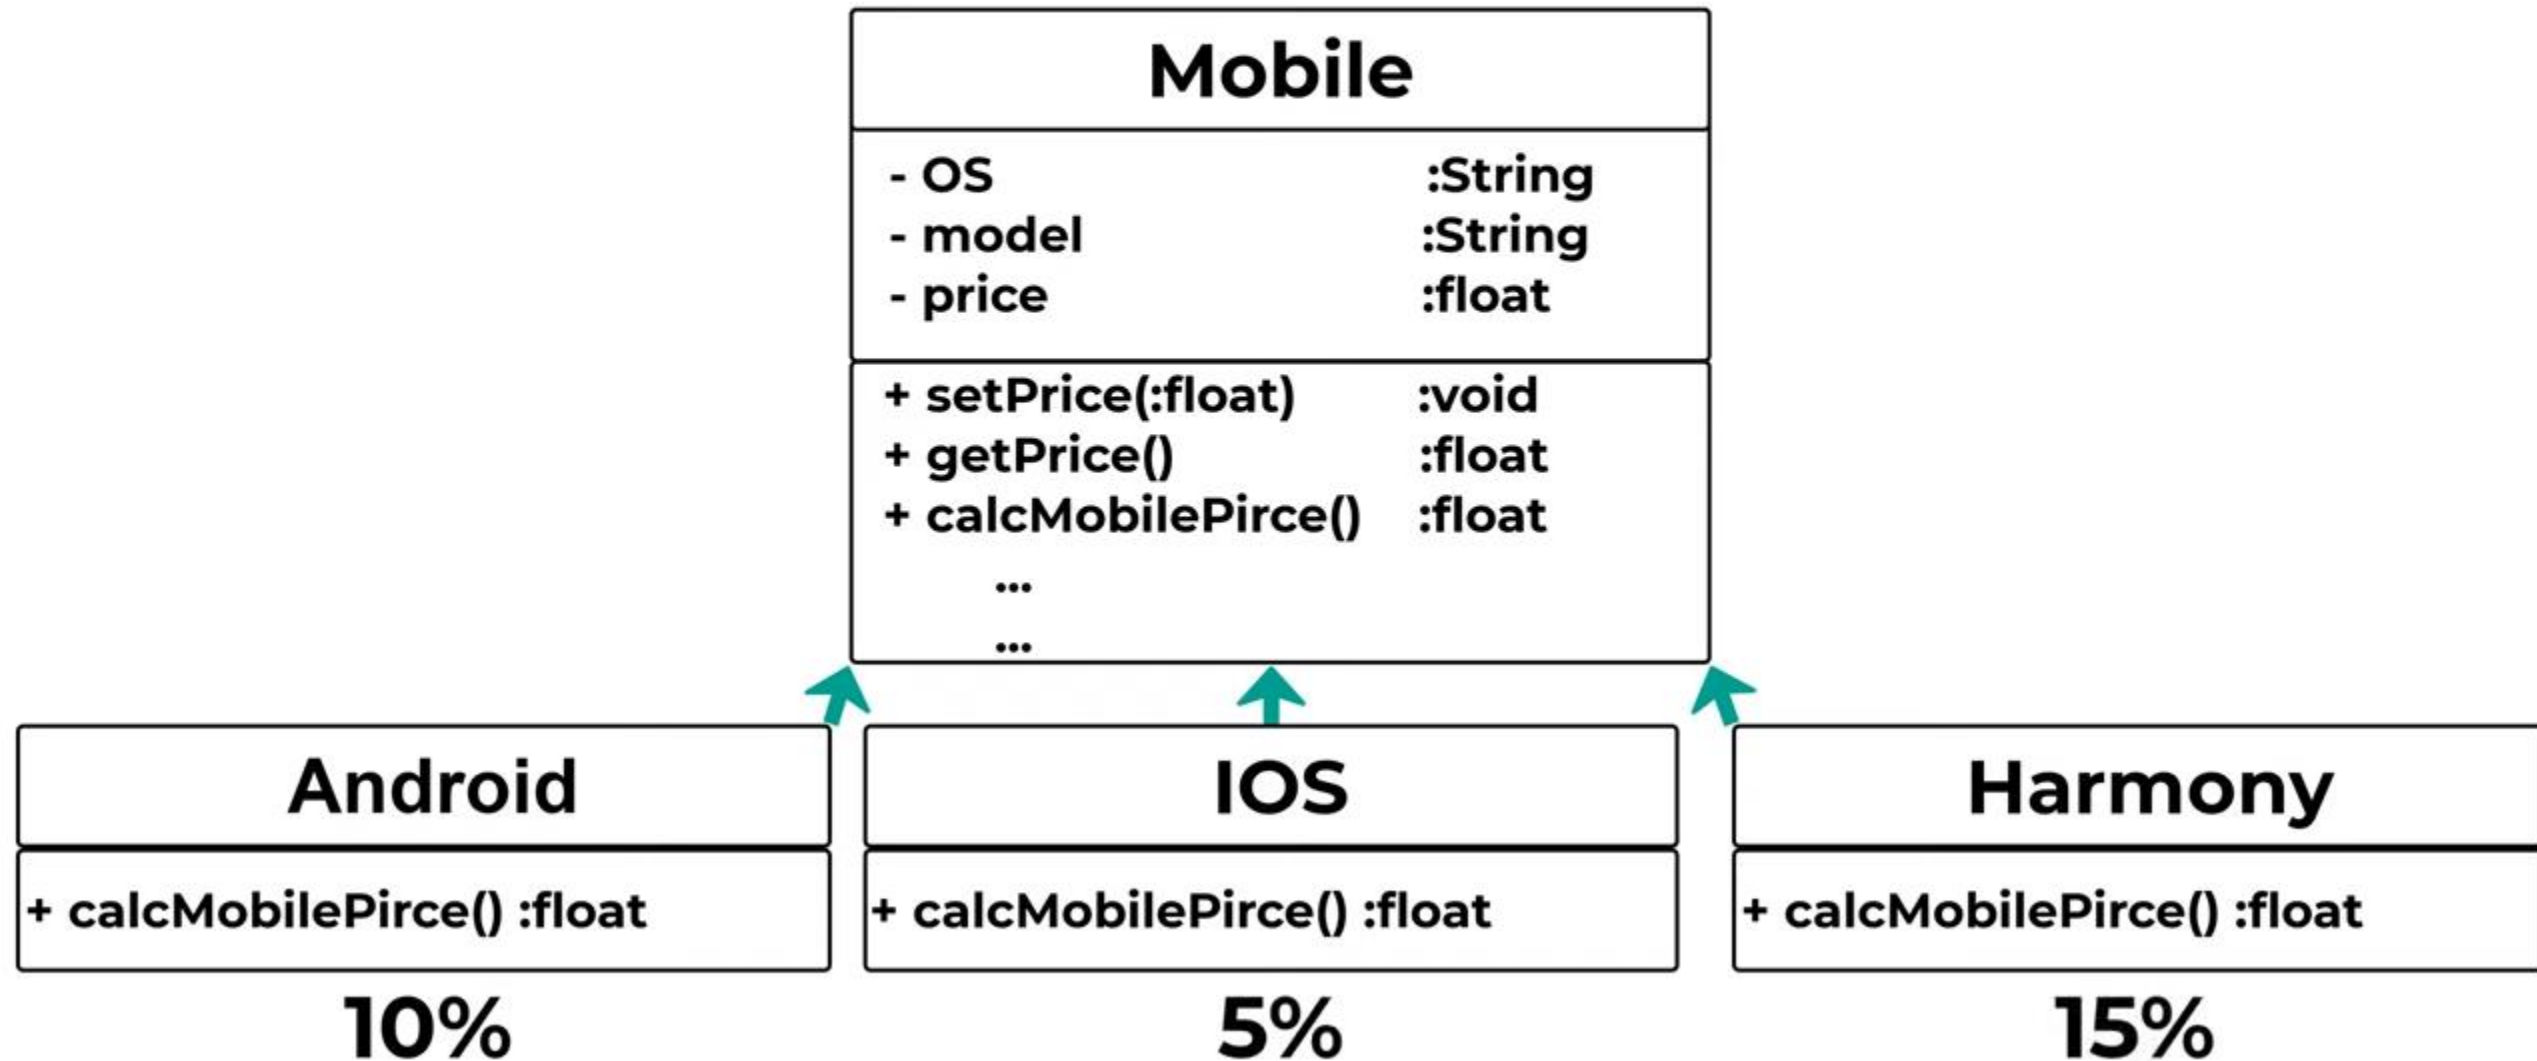 Mobile
- OS :String
- model :String
- price :float
+ setPrice(:float) :void
+ getPrice() :float
+ calcMobilePirce() :float
...
...
Android
+ calcMobilePirce() :float
10%
IOS
+ calcMobilePirce() :float
5%
Harmony
+ calcMobilePirce() :float
15%